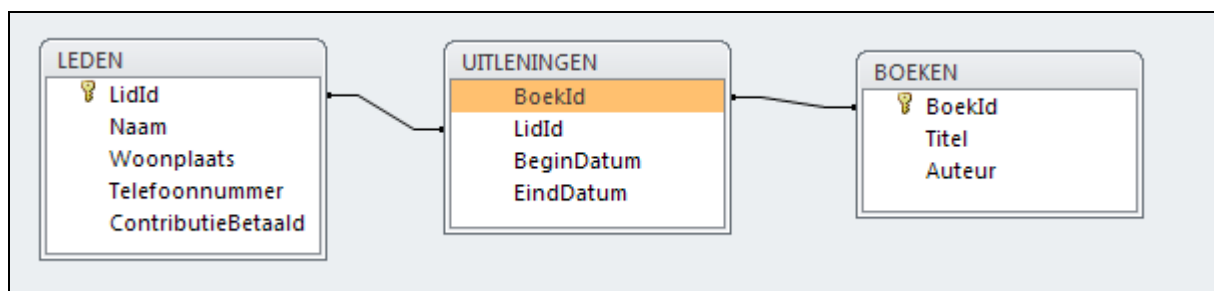 LEDEN
LidId
Naam
Woonplaats
Telefoonnummer
ContributieBetaald
UITLENINGEN
BoekId
LidId
BeginDatum
EindDatum
BOEKEN
BoekId
Titel
Auteur